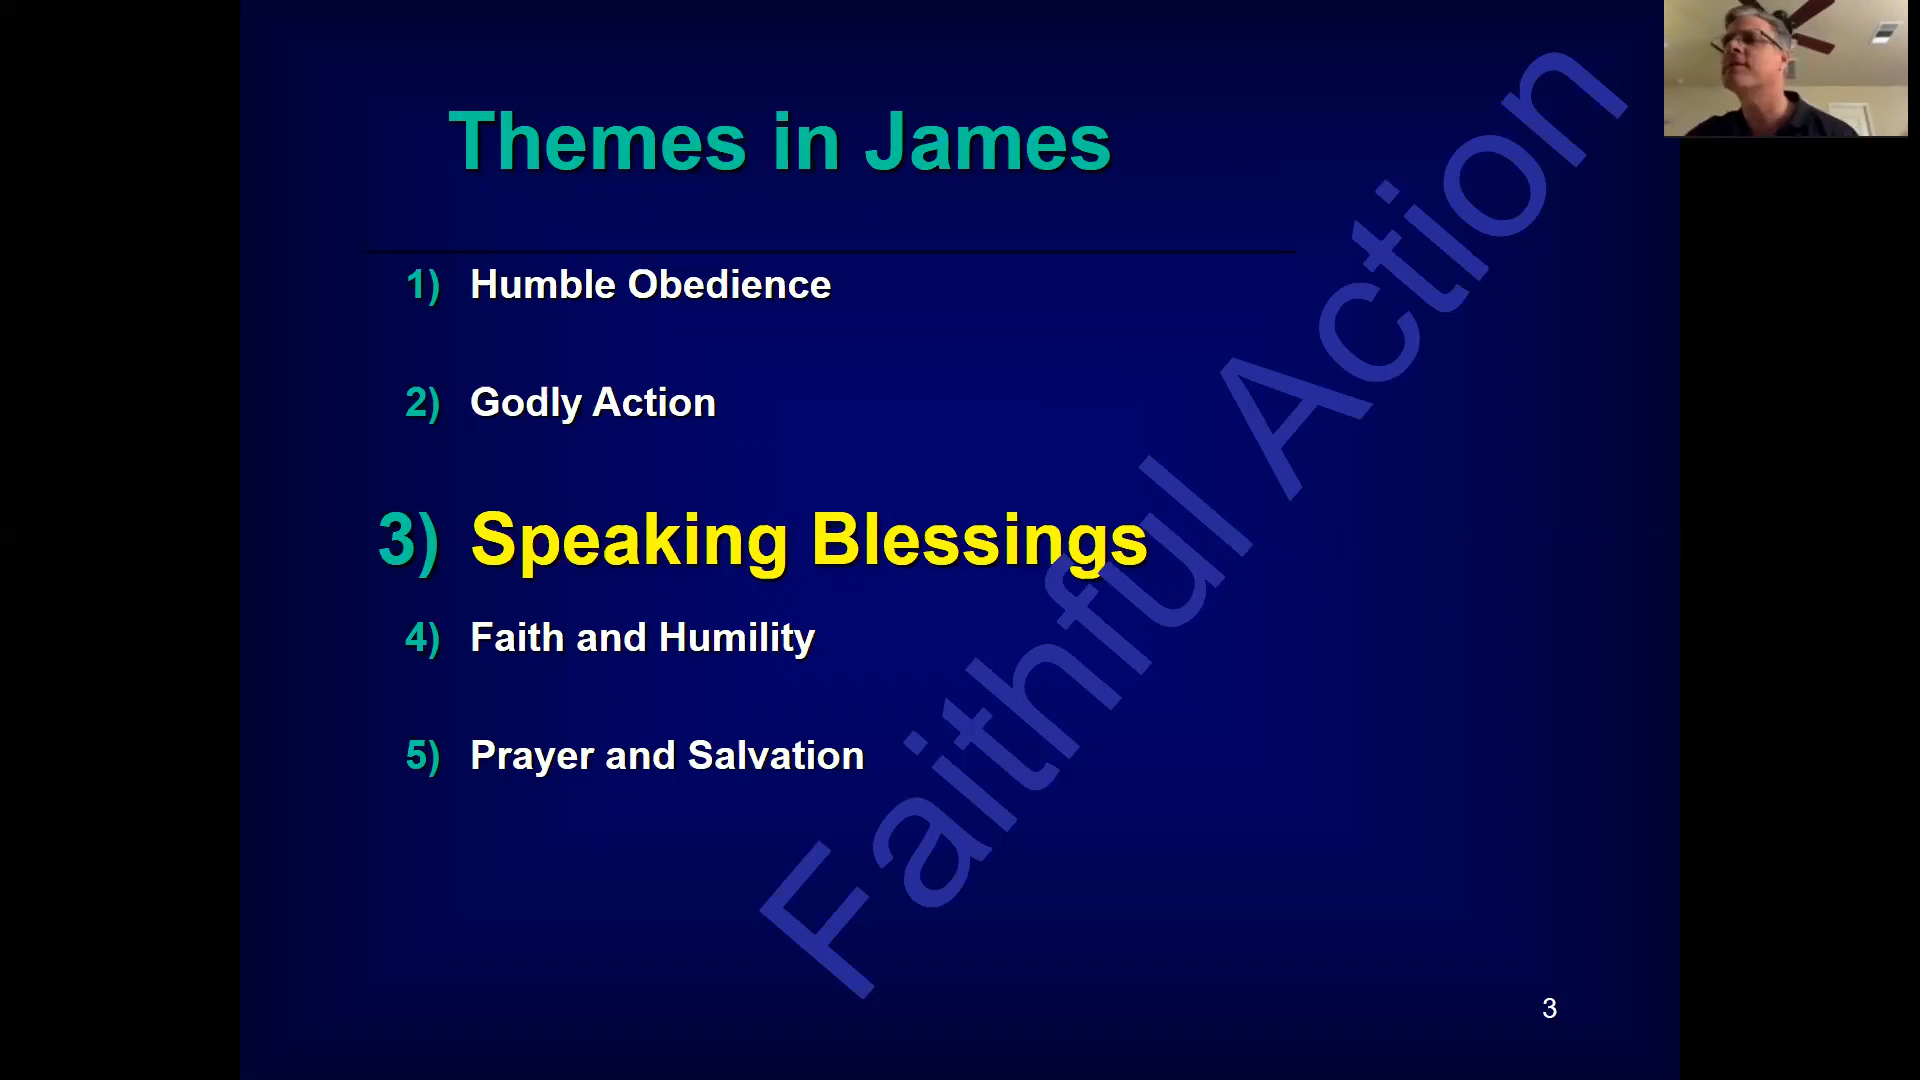 Themes in James
1) Humble Obedience
2) Godly Action
3) Speaking Blessings
4) Faith and Humility
5) Prayer and Salvation
Faithful Action
3